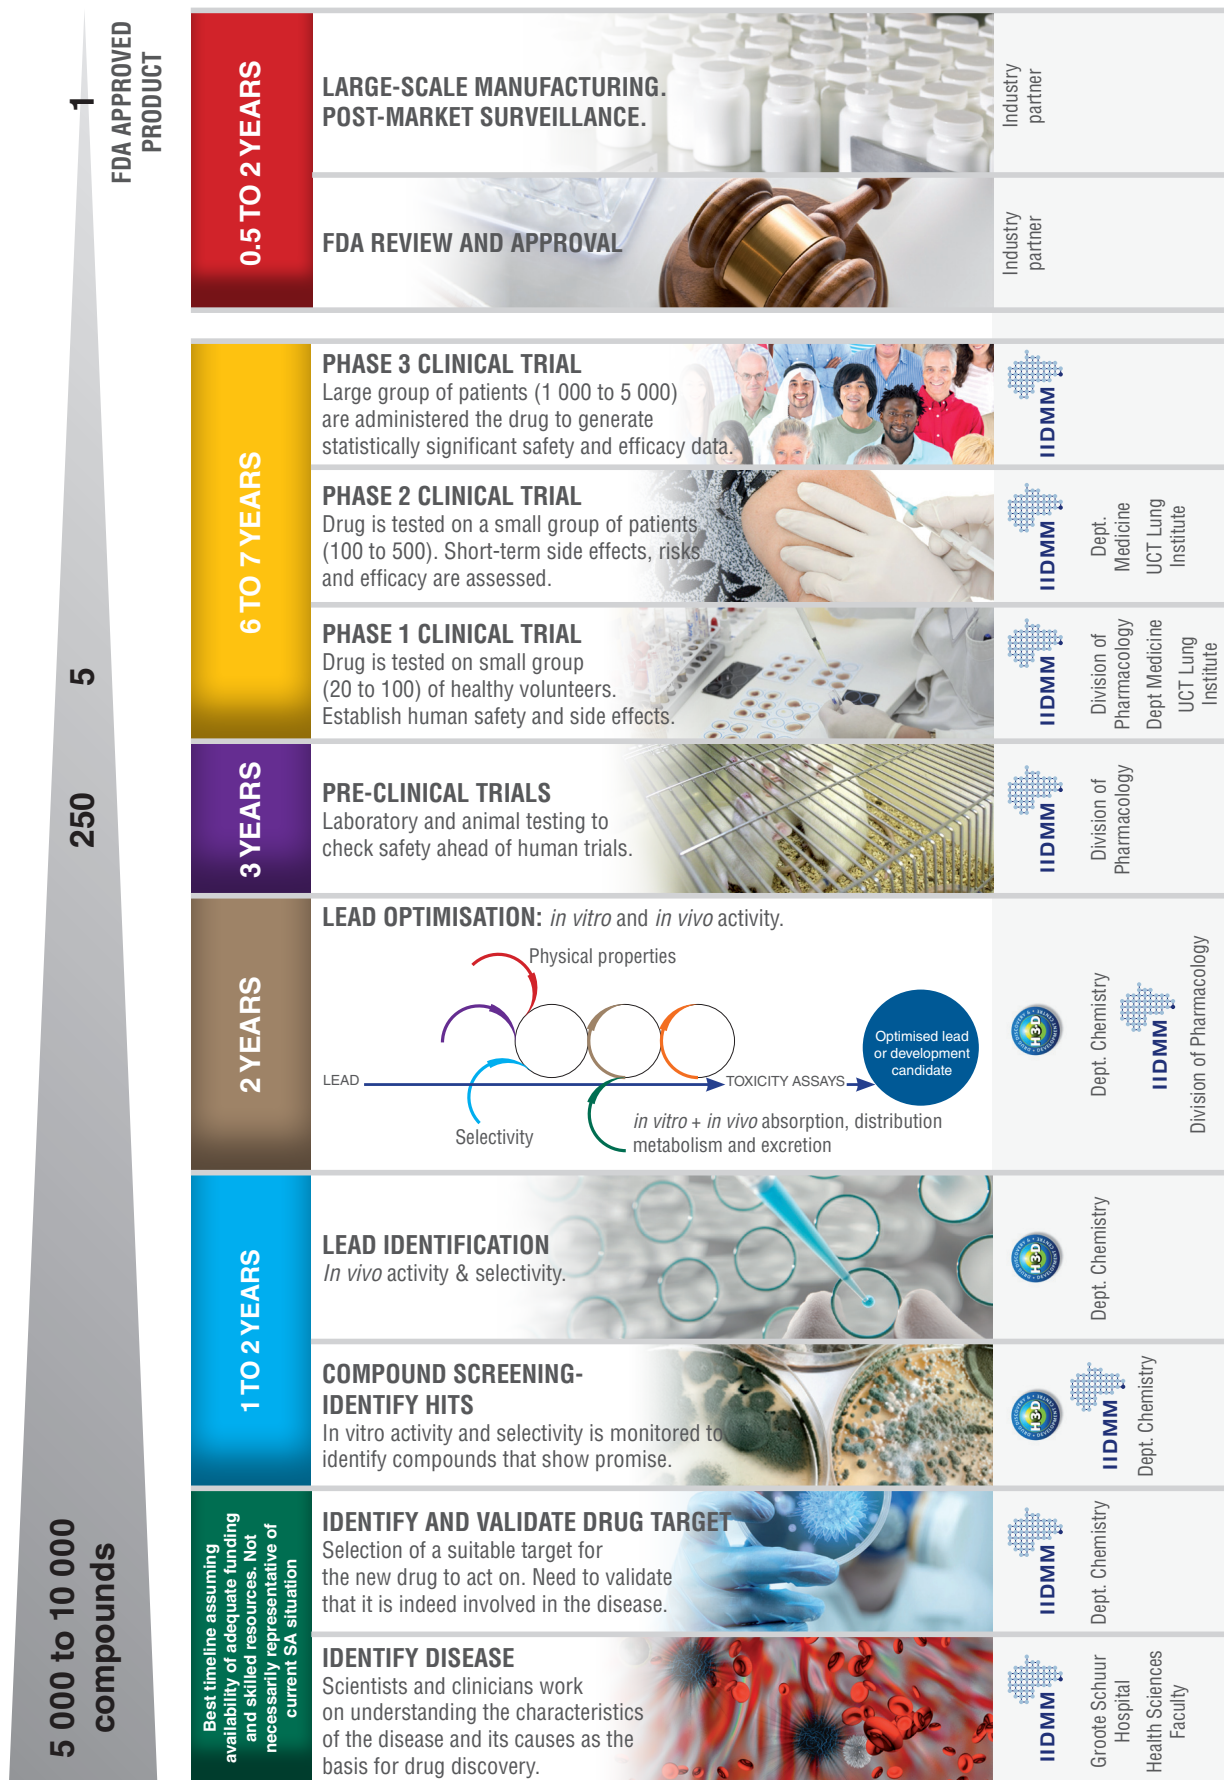 1
FDA APPROVED
PRODUCT
5
250
5 000 to 10 000
compounds
0.5 TO 2 YEARS
LARGE-SCALE MANUFACTURING.
POST-MARKET SURVEILLANCE.
Industry
partner
FDA REVIEW AND APPROVAL
Industry
partner
6 TO 7 YEARS
PHASE 3 CLINICAL TRIAL
Large group of patients (1 000 to 5 000)
are administered the drug to generate
statistically significant safety and efficacy data.
IIDMM
PHASE 2 CLINICAL TRIAL
Drug is tested on a small group of patients
(100 to 500). Short-term side effects, risks
and efficacy are assessed.
IIDMM
Dept.
Medicine
UCT Lung
Institute
PHASE 1 CLINICAL TRIAL
Drug is tested on small group
(20 to 100) of healthy volunteers.
Establish human safety and side effects.
IIDMM
Division of
Pharmacology
Dept Medicine
UCT Lung
Institute
3 YEARS
PRE-CLINICAL TRIALS
Laboratory and animal testing to
check safety ahead of human trials.
IIDMM
Division of
Pharmacology
2 YEARS
LEAD OPTIMISATION: in vitro and in vivo activity.
Physical properties
LEAD
TOXICITY ASSAYS
Optimised lead
or development
candidate
Selectivity
in vitro + in vivo absorption, distribution
metabolism and excretion
H3D
Dept. Chemistry
IIDMM
Division of Pharmacology
1 TO 2 YEARS
LEAD IDENTIFICATION
In vivo activity & selectivity.
H3D
Dept. Chemistry
COMPOUND SCREENING-
IDENTIFY HITS
In vitro activity and selectivity is monitored to
identify compounds that show promise.
H3D
IIDMM
Dept. Chemistry
Best timeline assuming
availability of adequate funding
and skilled resources. Not
necessarily representative of
current SA situation
IDENTIFY AND VALIDATE DRUG TARGET
Selection of a suitable target for
the new drug to act on. Need to validate
that it is indeed involved in the disease.
IIDMM
Dept. Chemistry
IDENTIFY DISEASE
Scientists and clinicians work
on understanding the characteristics
of the disease and its causes as the
basis for drug discovery.
IIDMM
Groote Schuur
Hospital
Health Sciences
Faculty